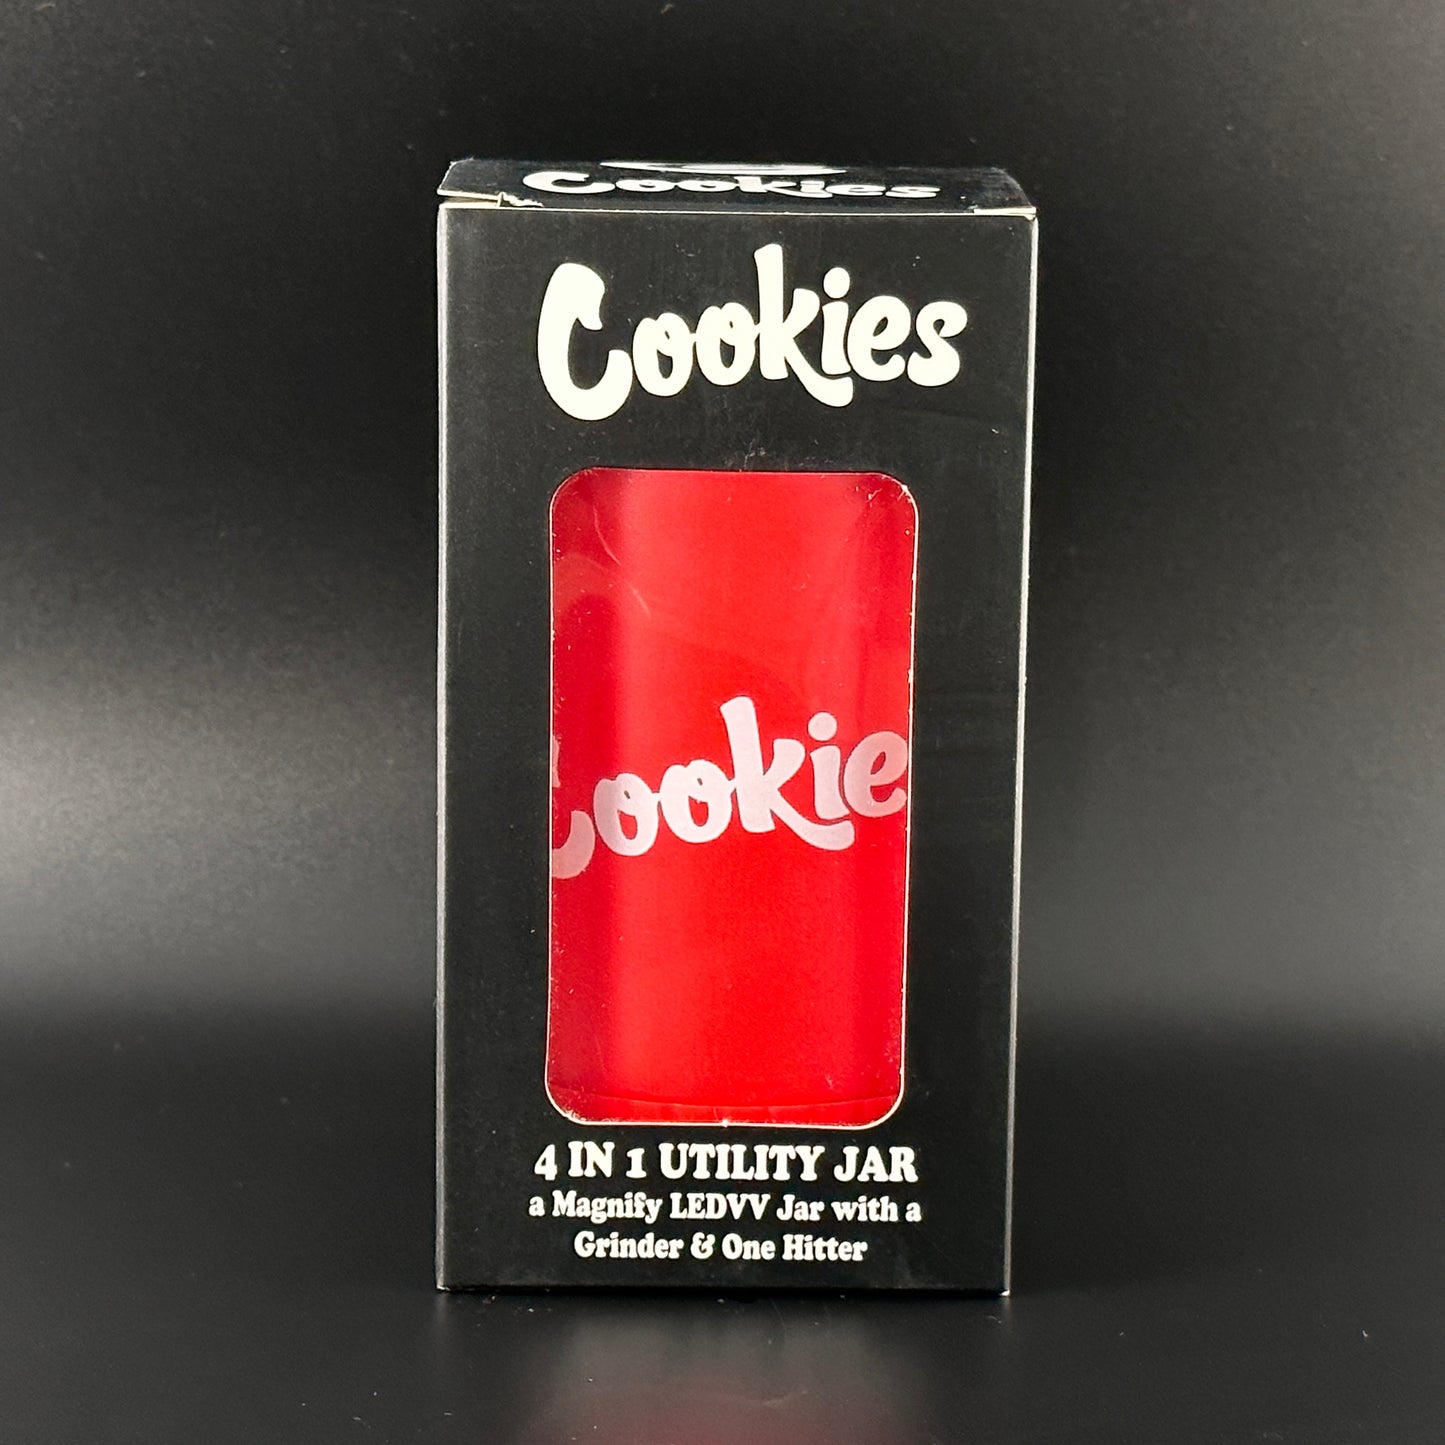 Cookies
Cookies
Cookie
4 IN 1 UTILITY JAR
a Magnify LEDVV Jar with a
Grinder & One Hitter